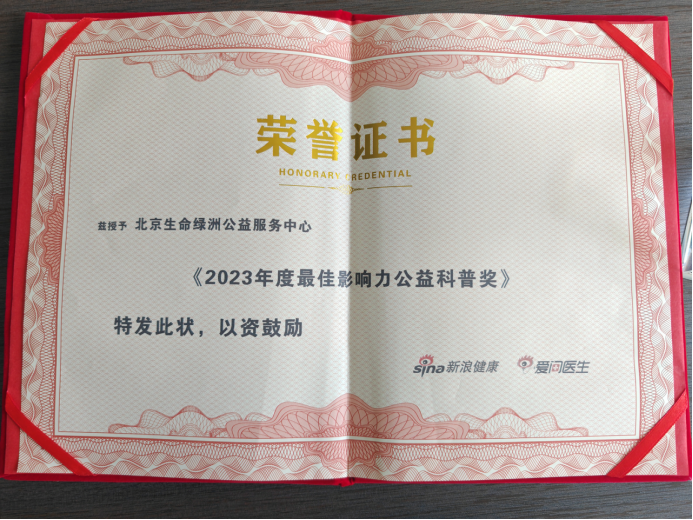 荣誉证书
HONORARY CREDENTIAL
兹授予 北京生命绿洲公益服务中心
《2023年度最佳影响力公益科普奖》
特发此状，以资鼓励
sina新浪健康 爱问医生